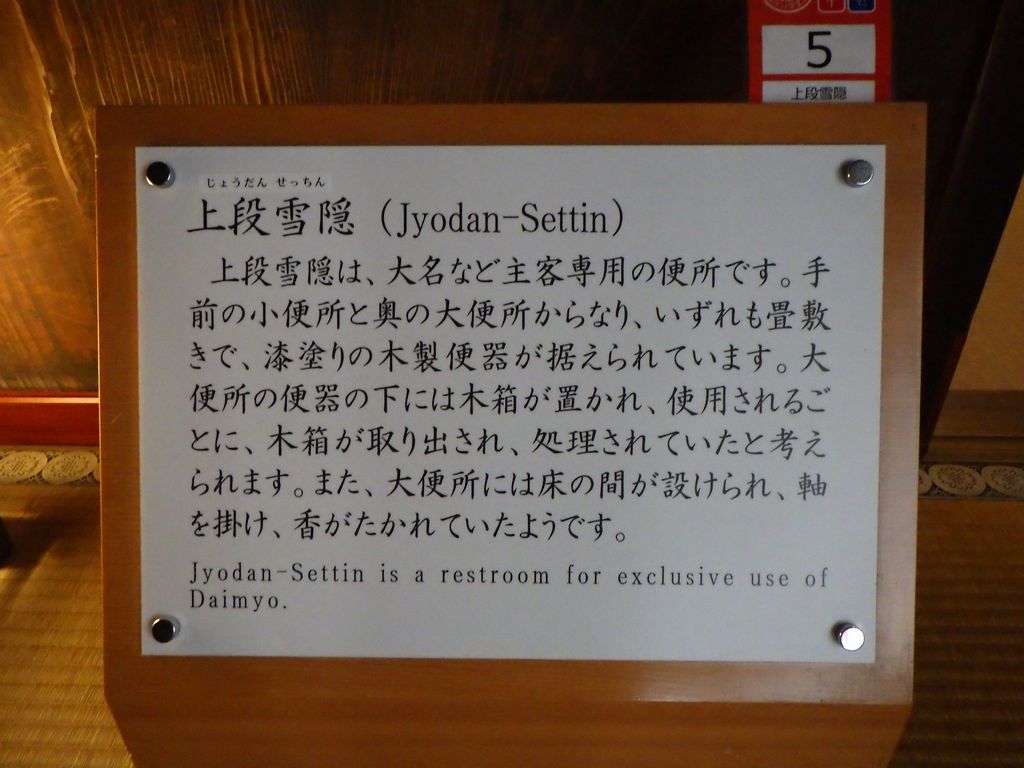 5
上段雪隠
じょうだん せっちん
上段雪隠（Jyodan-Settin）
上段雪隠は、大名など主客専用の便所です。手
前の小便所と奥の大便所からなり、いずれも畳敷
きで、漆塗りの木製便器が据えられています。大
便所の便器の下には木箱が置かれ、使用されるご
とに、木箱が取り出され、処理されていたと考え
られます。また、大便所には床の間が設けられ、軸
を掛け、香がたかれていたようです。
Jyodan-Settin is a restroom for exclusive use of
Daimyo.